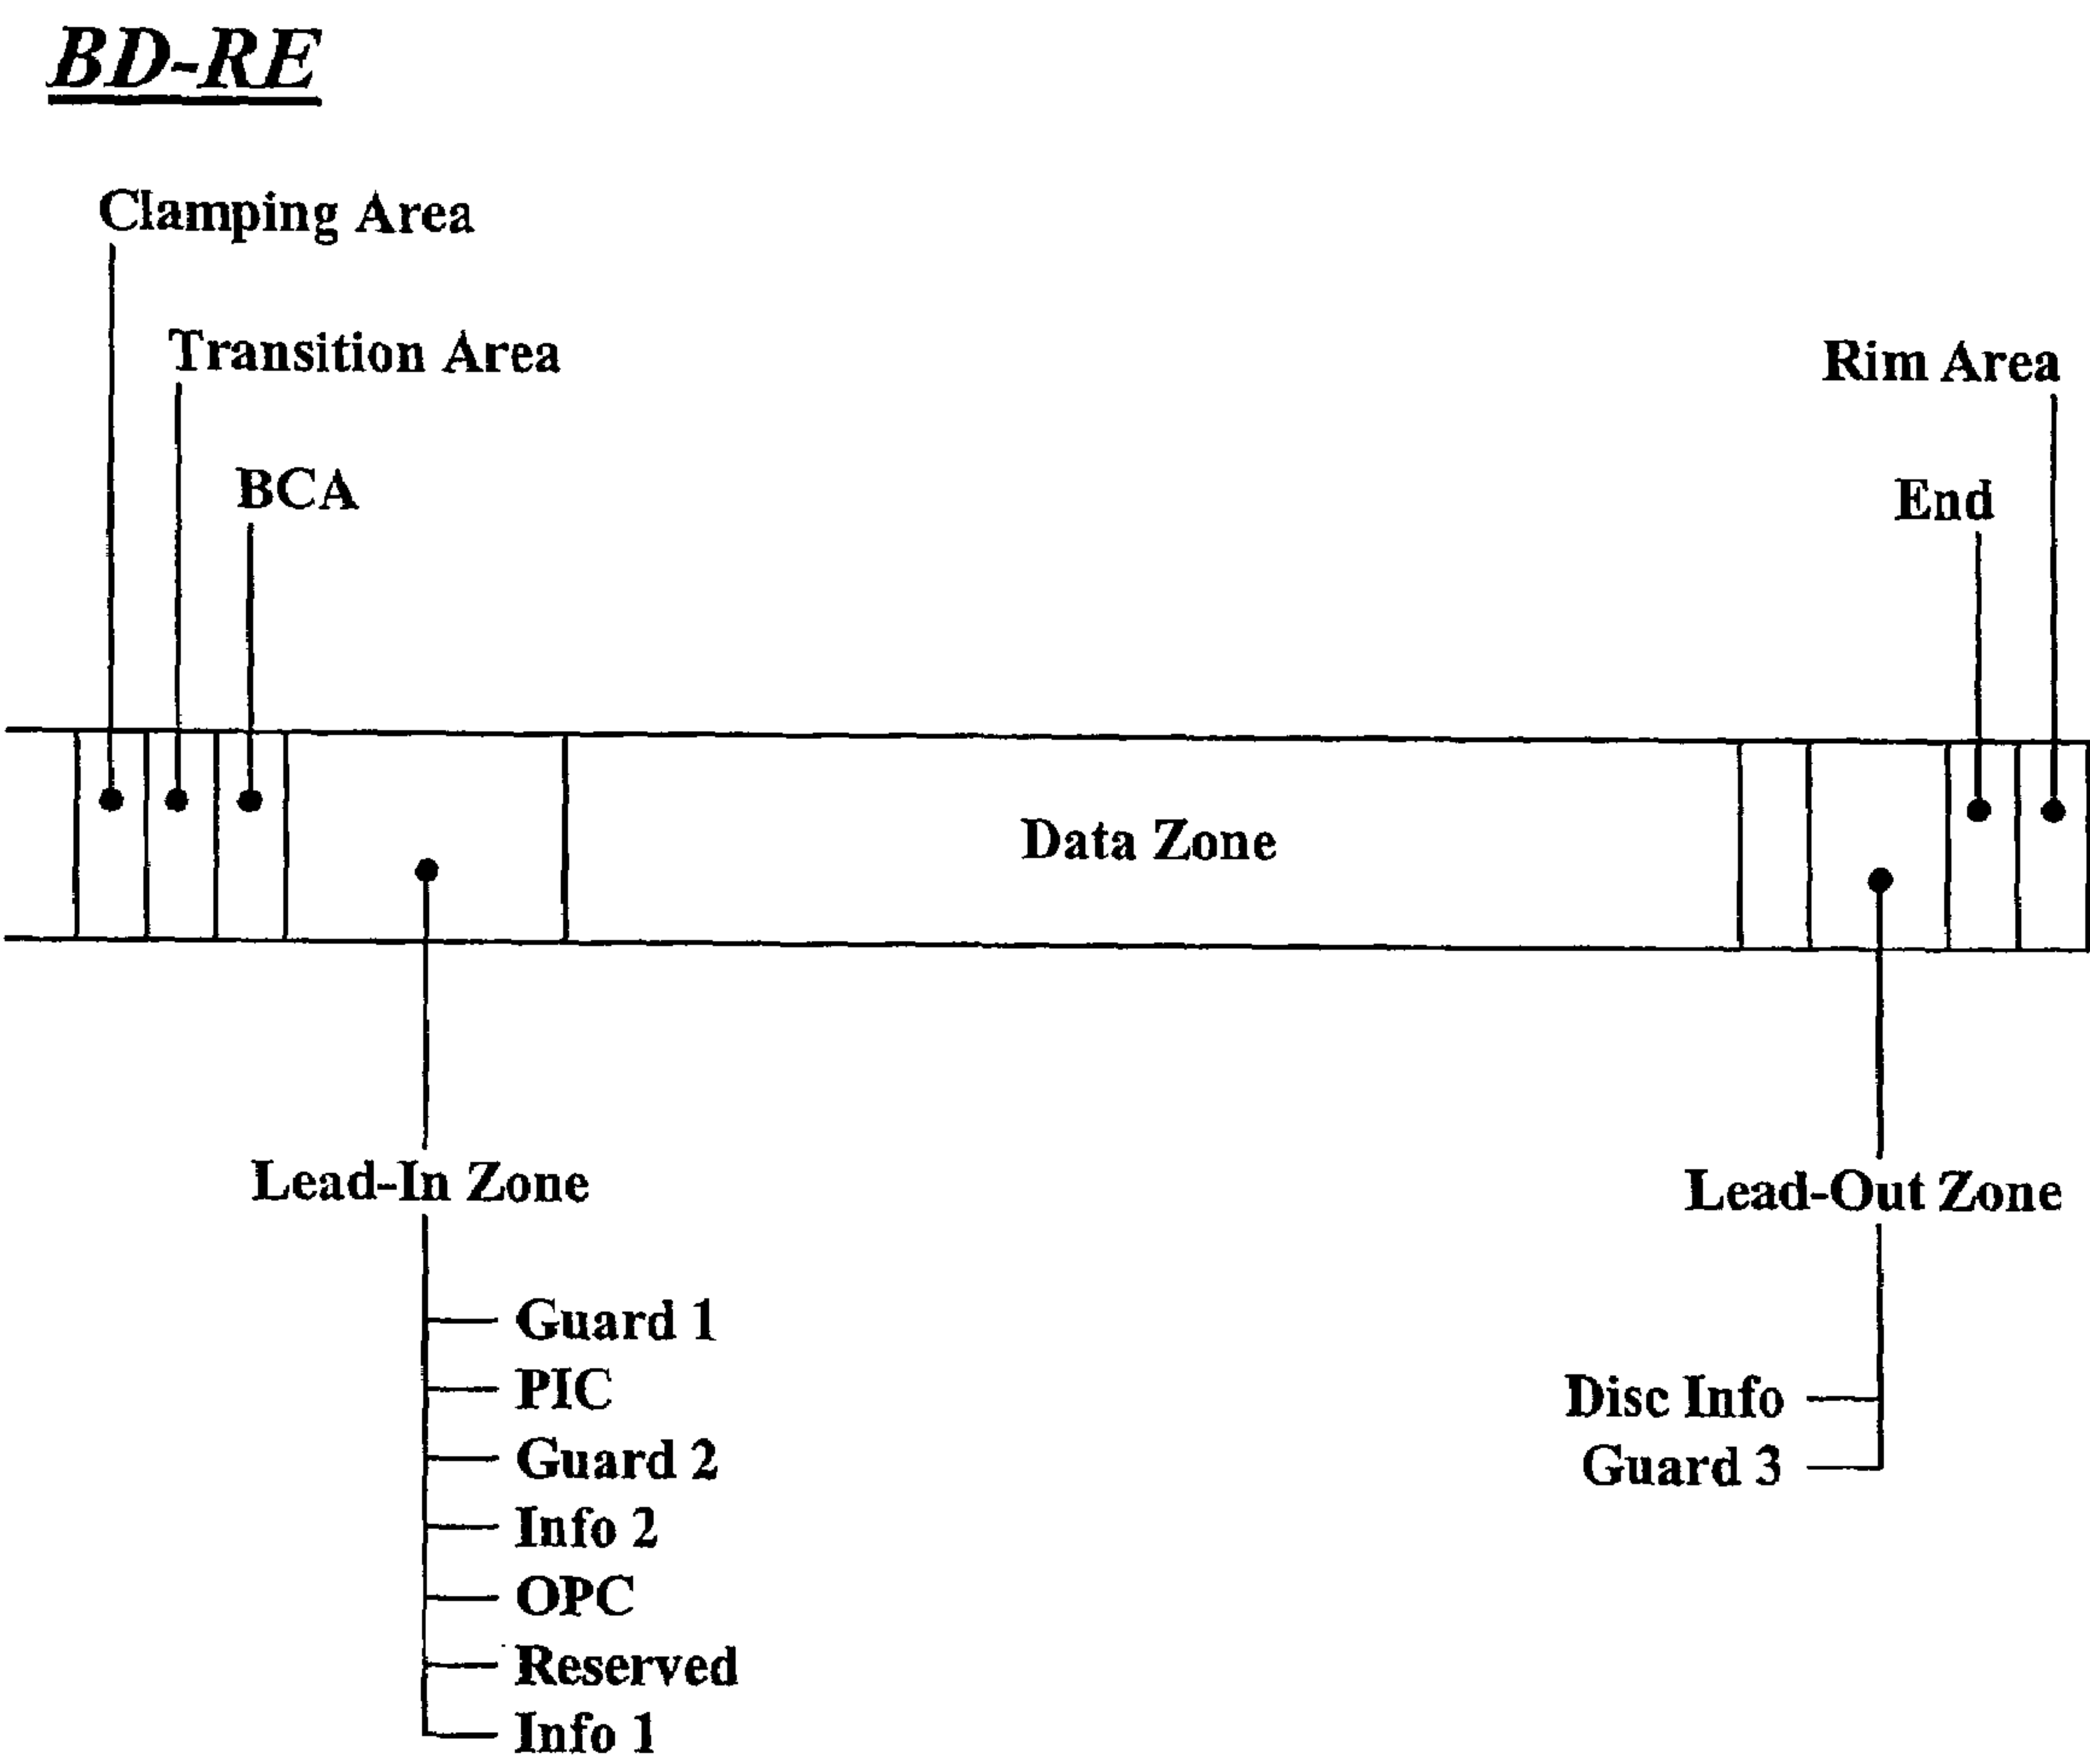 BD-RE
Clamping Area
Transition Area
Rim Area
BCA
End
Data Zone
Lead-In Zone
Lead-Out Zone
Guard 1
PIC
Guard 2
Info 2
OPC
Reserved
Info 1
Disc Info
Guard 3